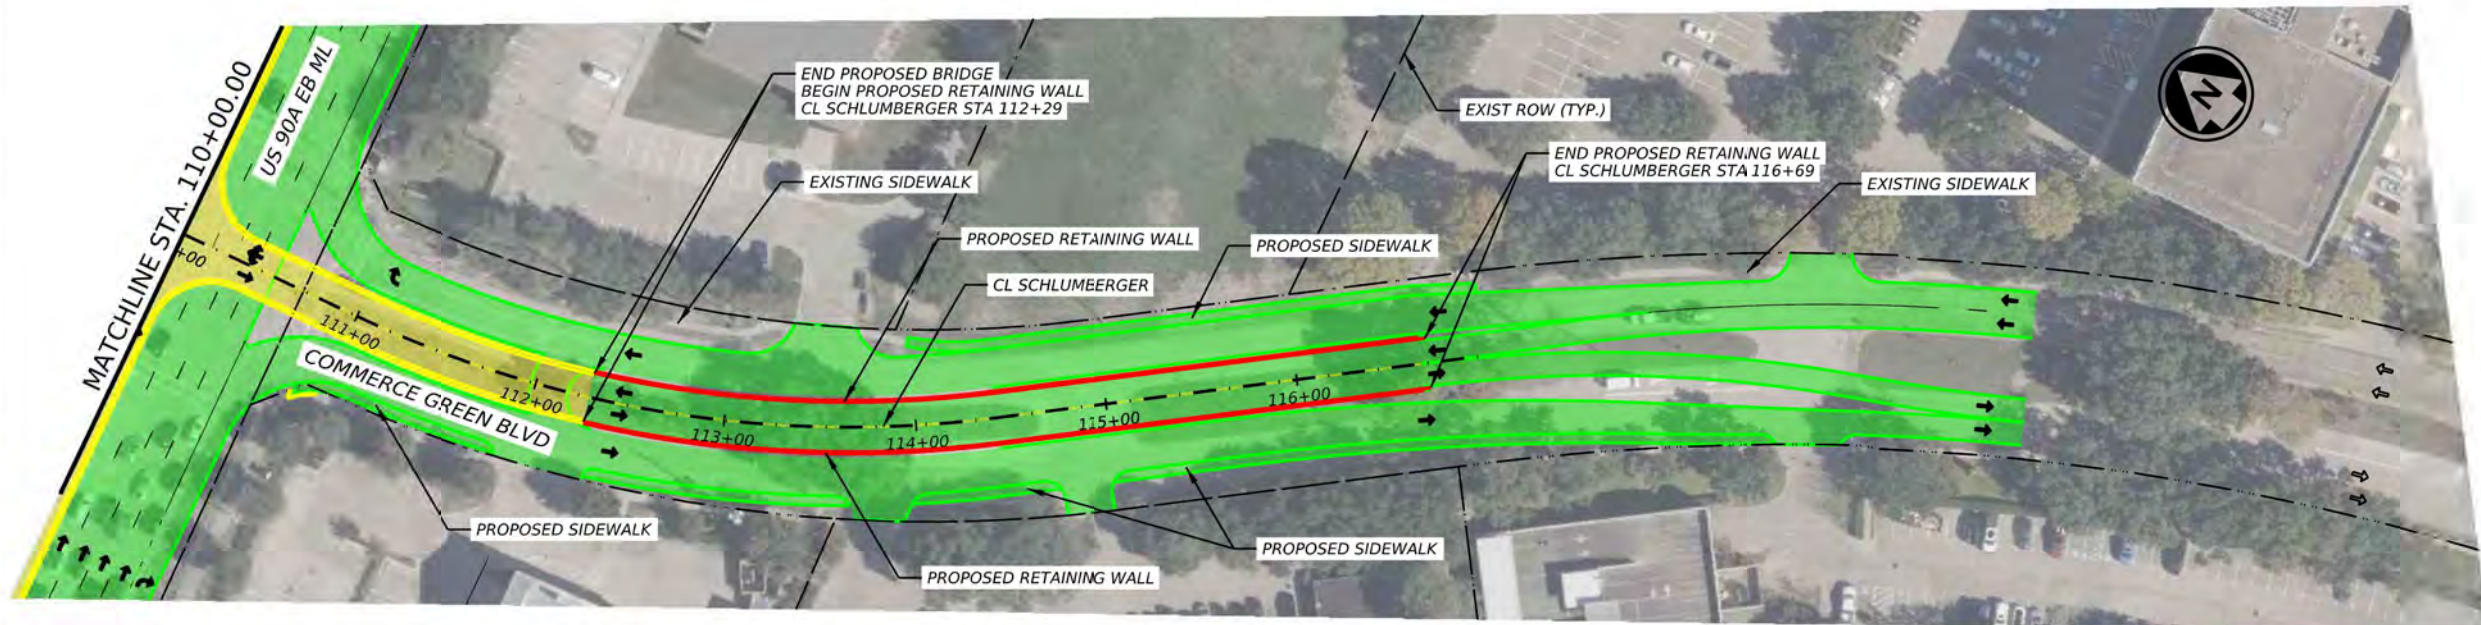 MATCHLINE STA. 110+00.00
US 90A EB ML
END PROPOSED BRIDGE
BEGIN PROPOSED RETAINING WALL
CL SCHLUMBERGER STA 112+29
EXISTING SIDEWALK
PROPOSED RETAINING WALL
CL SCHLUMBERGER
PROPOSED SIDEWALK
EXIST ROW (TYP.)
END PROPOSED RETAINING WALL
CL SCHLUMBERGER STA 116+69
EXISTING SIDEWALK
N
+00
111+00
112+00
113+00
114+00
115+00
116+00
COMMERCE GREEN BLVD
PROPOSED SIDEWALK
PROPOSED RETAINING WALL
PROPOSED SIDEWALK